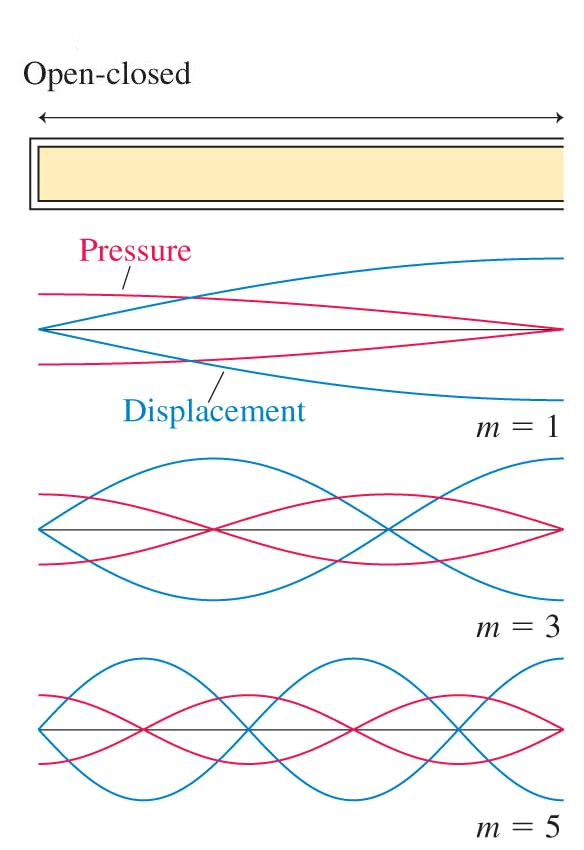 Open-closed
Pressure
Displacement
m = 1
m = 3
m = 5